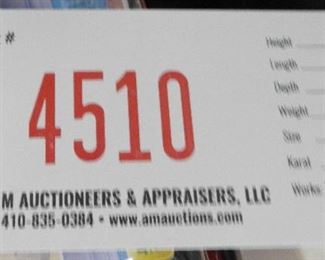 #
Height
Length
4510
Depth
Weight
Size
Karat
M AUCTIONEERS & APPRAISERS, LLC
Works
410-835-0384 • www.amauctions.com